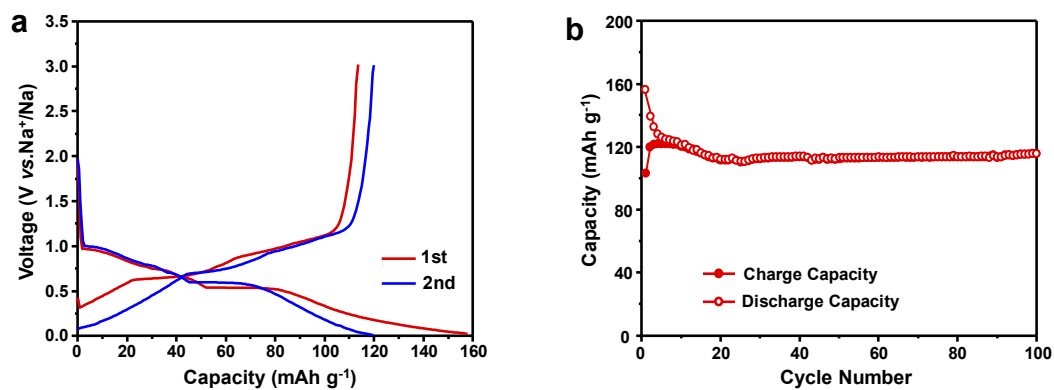 a
3.5
3.0
2.5
2.0
1.5
1.0
0.5
0.0
Voltage (V vs.Na⁺/Na)
0 20 40 60 80 100 120 140 160
Capacity (mAh g⁻¹)
1st
2nd
b
200
160
120
80
40
0
Capacity (mAh g⁻¹)
0 20 40 60 80 100
Cycle Number
Charge Capacity
Discharge Capacity